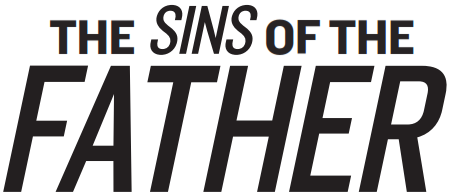 THE SINS OF THE
FATHER